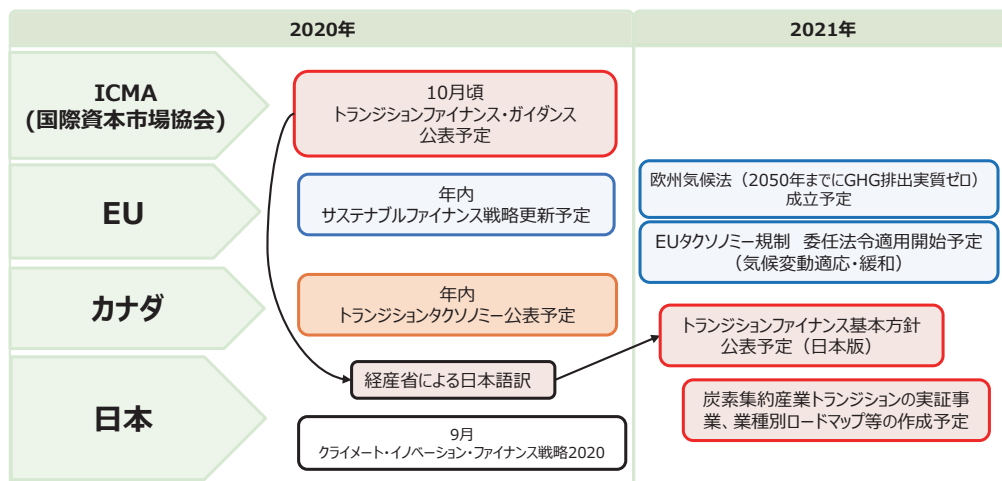 2020年
2021年
ICMA
(国際資本市場協会)
10月頃
トランジションファイナンス・ガイダンス
公表予定
EU
年内
サステナブルファイナンス戦略更新予定
欧州気候法（2050年までにGHG排出実質ゼロ）
成立予定
EUタクソノミー規制 委任法令適用開始予定
（気候変動適応・緩和）
カナダ
年内
トランジションタクソノミー公表予定
トランジションファイナンス基本方針
公表予定（日本版）
日本
経産省による日本語訳
炭素集約産業トランジションの実証事
業、業種別ロードマップ等の作成予定
9月
クライメート・イノベーション・ファイナンス戦略2020